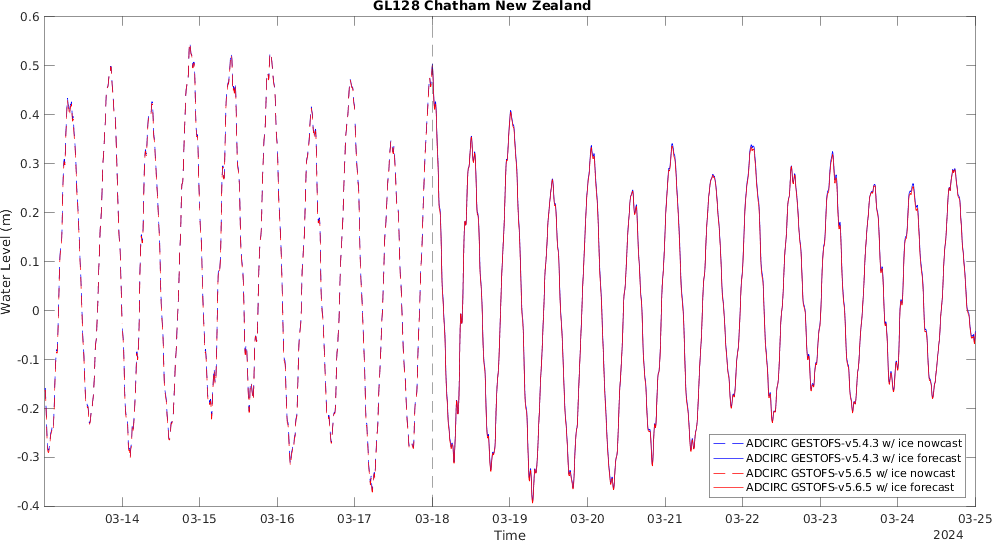 GL128 Chatham New Zealand
0.6
0.5
0.4
0.3
0.2
0.1
0
-0.1
-0.2
-0.3
-0.4
Water Level (m)
03-14 03-15 03-16 03-17 03-18 03-19 03-20 03-21 03-22 03-23 03-24 03-25
Time
2024
ADCIRC GESTOFS-v5.4.3 w/ ice nowcast
ADCIRC GESTOFS-v5.4.3 w/ ice forecast
ADCIRC GSTOFS-v5.6.5 w/ ice nowcast
ADCIRC GSTOFS-v5.6.5 w/ ice forecast